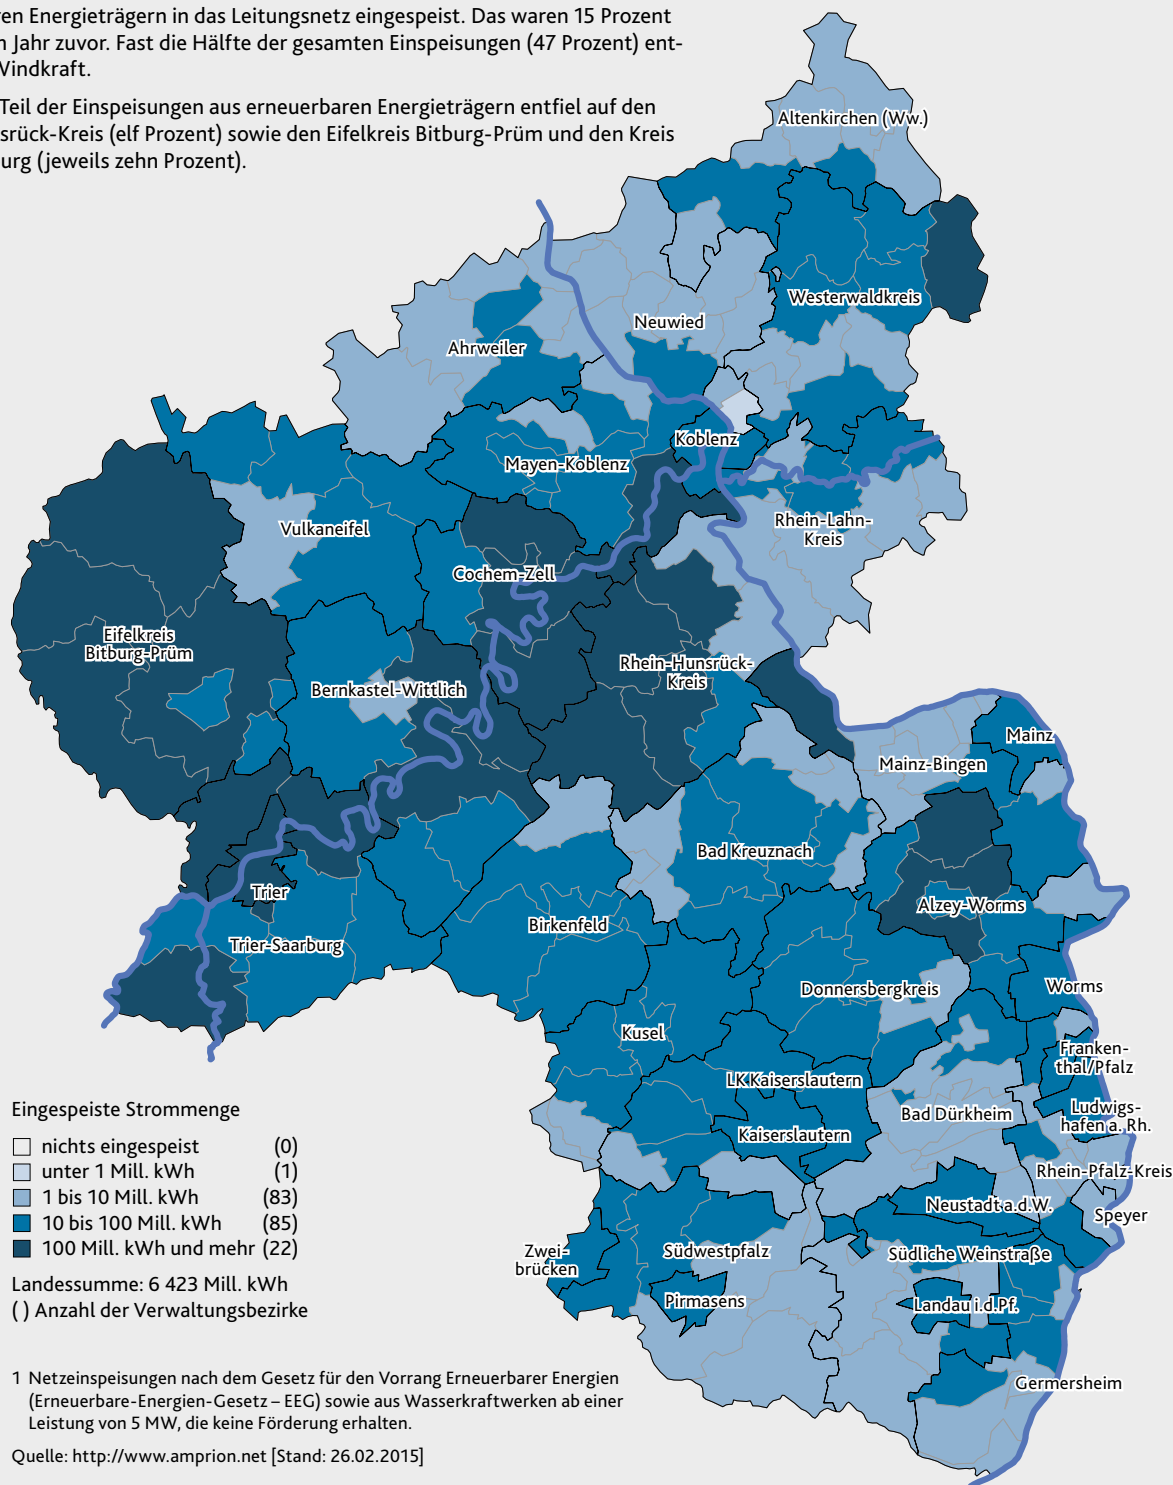 ren Energieträgern in das Leitungsnetz eingespeist. Das waren 15 Prozent
m Jahr zuvor. Fast die Hälfte der gesamten Einspeisungen (47 Prozent) ent-
Windkraft.
Teil der Einspeisungen aus erneuerbaren Energieträgern entfiel auf den
srück-Kreis (elf Prozent) sowie den Eifelkreis Bitburg-Prüm und den Kreis
burg (jeweils zehn Prozent).
Altenkirchen (Ww.)
Westerwaldkreis
Neuwied
Ahrweiler
Koblenz
Mayen-Koblenz
Rhein-Lahn-
Kreis
Vulkaneifel
Cochem-Zell
Eifelkreis
Bitburg-Prüm
Rhein-Hunsrück-
Kreis
Bernkastel-Wittlich
Mainz
Mainz-Bingen
Bad Kreuznach
Trier
Alzey-Worms
Birkenfeld
Trier-Saarburg
Donnersbergkreis
Worms
Kusel
Franken-
thal/Pfalz
LK Kaiserslautern
Bad Dürkheim
Ludwigs-
hafen a. Rh.
Kaiserslautern
Rhein-Pfalz-Kreis
Neustadt a.d.W.
Speyer
Zwei-
brücken
Südwestpfalz
Südliche Weinstraße
Pirmasens
Landau i.d.Pf.
Germersheim
Eingespeiste Strommenge
nichts eingespeist (0)
unter 1 Mill. kWh (1)
1 bis 10 Mill. kWh (83)
10 bis 100 Mill. kWh (85)
100 Mill. kWh und mehr (22)
Landessumme: 6 423 Mill. kWh
( ) Anzahl der Verwaltungsbezirke
1 Netzeinspeisungen nach dem Gesetz für den Vorrang Erneuerbarer Energien
(Erneuerbare-Energien-Gesetz – EEG) sowie aus Wasserkraftwerken ab einer
Leistung von 5 MW, die keine Förderung erhalten.
Quelle: http://www.amprion.net [Stand: 26.02.2015]